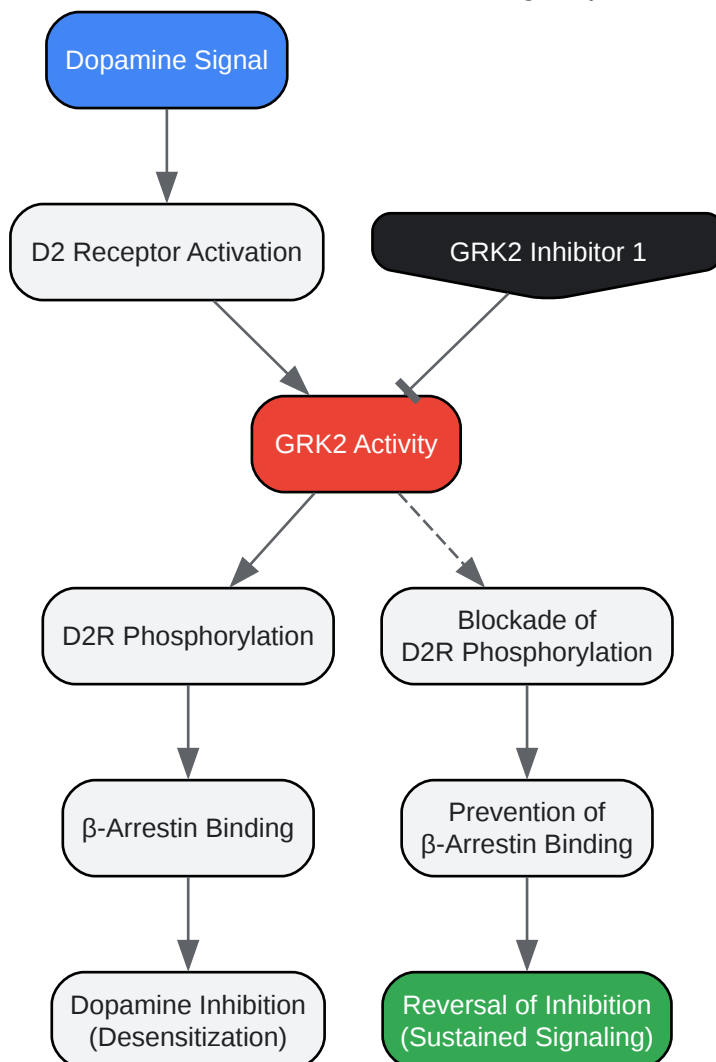 Dopamine Signal
D2 Receptor Activation
GRK2 Inhibitor 1
GRK2 Activity
D2R Phosphorylation
Blockade of
D2R Phosphorylation
β-Arrestin Binding
Prevention of
β-Arrestin Binding
Dopamine Inhibition
(Desensitization)
Reversal of Inhibition
(Sustained Signaling)